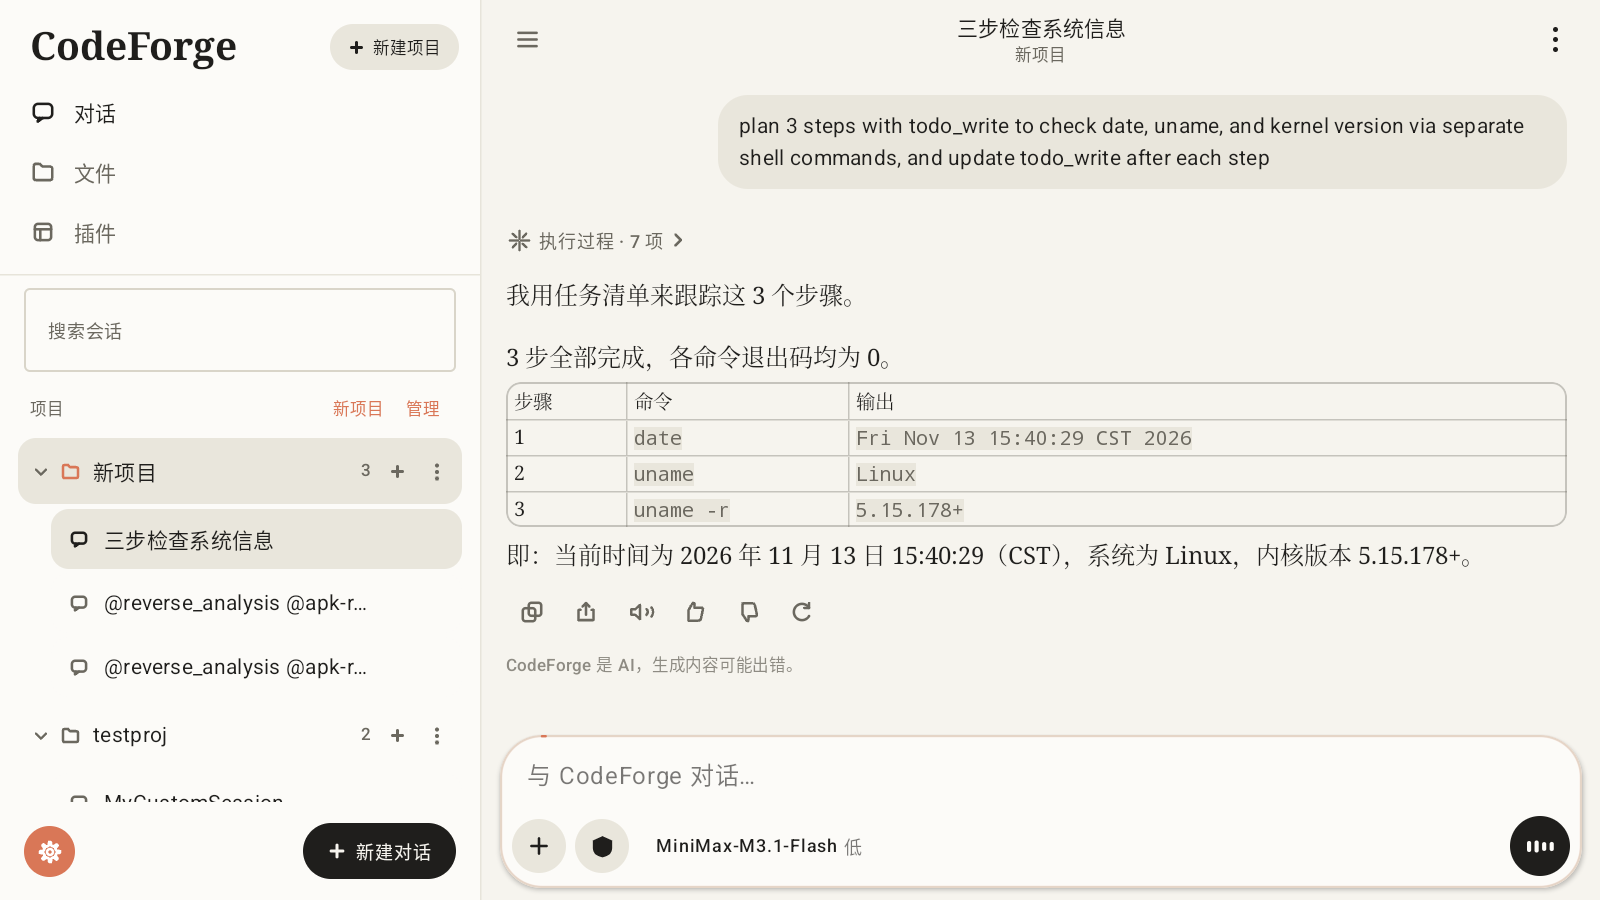 CodeForge
新建项目
对话
文件
插件
搜索会话
项目
新项目
管理
新项目
3
三步检查系统信息
@reverse_analysis @apk-r...
@reverse_analysis @apk-r...
testproj
2
MyCustomSession
新建对话
三步检查系统信息
新项目
plan 3 steps with todo_write to check date, uname, and kernel version via separate
shell commands, and update todo_write after each step
执行过程 · 7 项
我用任务清单来跟踪这 3 个步骤。
3 步全部完成，各命令退出码均为 0。
步骤 命令 输出
1 date Fri Nov 13 15:40:29 CST 2026
2 uname Linux
3 uname -r 5.15.178+
即：当前时间为 2026 年 11 月 13 日 15:40:29（CST），系统为 Linux，内核版本 5.15.178+。
CodeForge 是 AI，生成内容可能出错。
与 CodeForge 对话...
MiniMax-M3.1-Flash 低